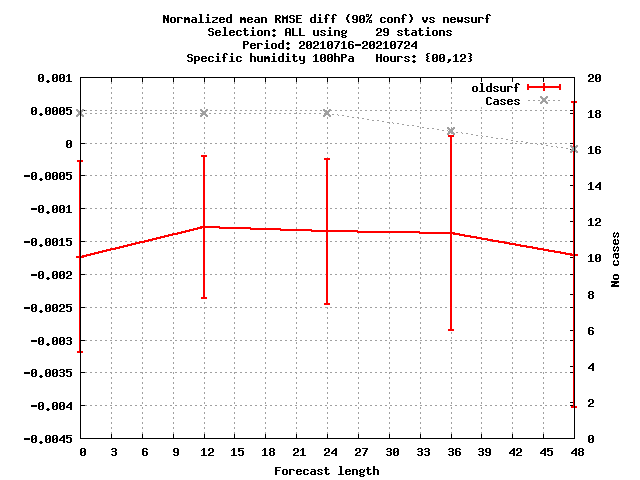 Normalized mean RMSE diff (90% conf) vs newsurf
Selection: ALL using    29 stations
Period: 20210716-20210724
Specific humidity 100hPa   Hours: {00,12}
oldsurf
Cases
0.001
0.0005
0
-0.0005
-0.001
-0.0015
-0.002
-0.0025
-0.003
-0.0035
-0.004
-0.0045
20
18
16
14
12
10
8
6
4
2
0
No cases
0 3 6 9 12 15 18 21 24 27 30 33 36 39 42 45 48
Forecast length